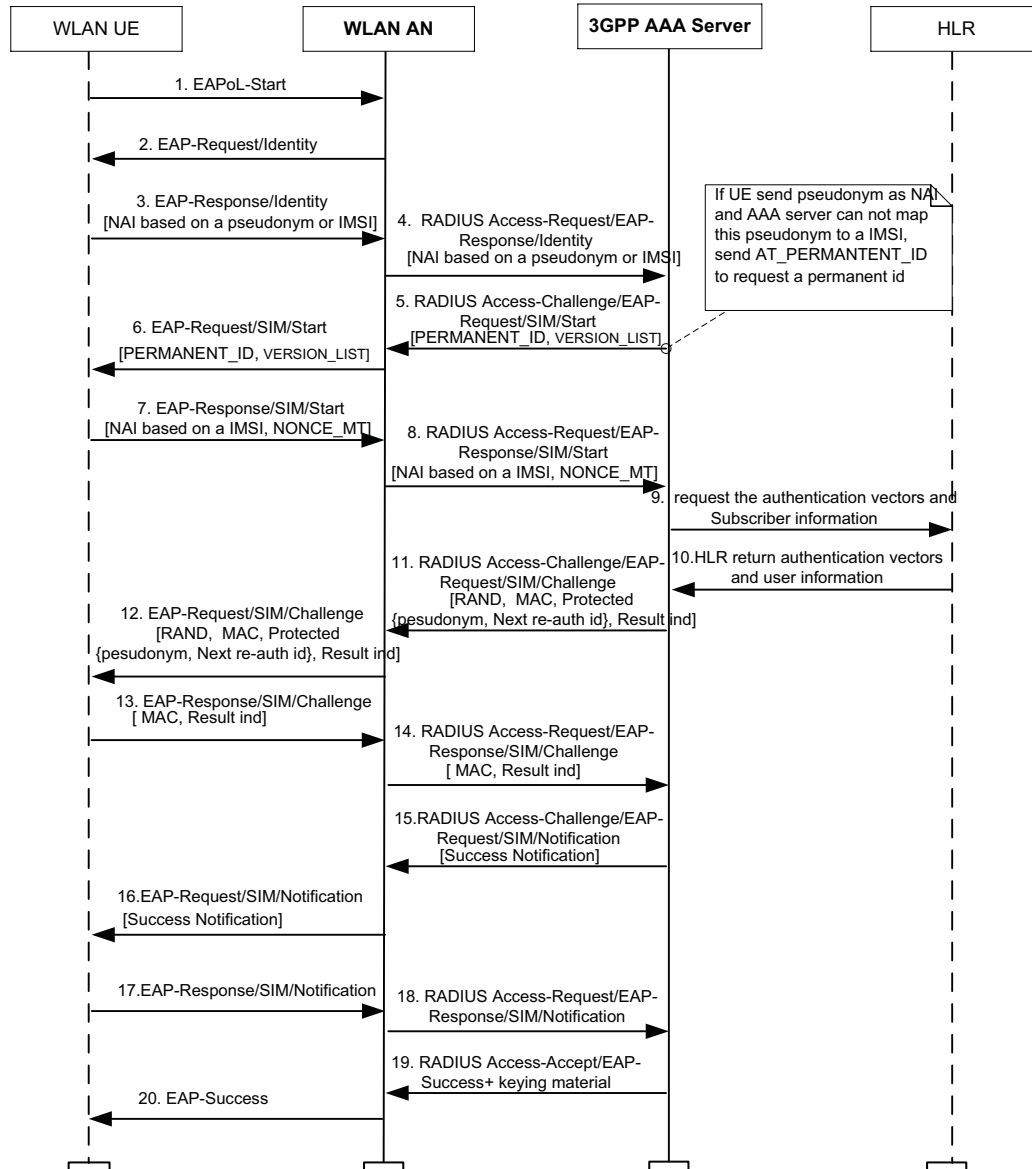 WLAN UE
WLAN AN
3GPP AAA Server
HLR
1. EAPoL-Start
2. EAP-Request/Identity
3. EAP-Response/Identity
[NAI based on a pseudonym or IMSI]
4. RADIUS Access-Request/EAP-
Response/Identity
[NAI based on a pseudonym or IMSI]
If UE send pseudonym as NAI
and AAA server can not map
this pseudonym to a IMSI,
send AT_PERMANTENT_ID
to request a permanent id
5. RADIUS Access-Challenge/EAP-
Request/SIM/Start
[PERMANENT_ID, VERSION_LIST]
6. EAP-Request/SIM/Start
[PERMANENT_ID, VERSION_LIST]
7. EAP-Response/SIM/Start
[NAI based on a IMSI, NONCE_MT]
8. RADIUS Access-Request/EAP-
Response/SIM/Start
[NAI based on a IMSI, NONCE_MT]
9. request the authentication vectors and
Subscriber information
10.HLR return authentication vectors
and user information
11. RADIUS Access-Challenge/EAP-
Request/SIM/Challenge
[RAND, MAC, Protected
{pesudonym, Next re-auth id}, Result ind]
12. EAP-Request/SIM/Challenge
[RAND, MAC, Protected
{pesudonym, Next re-auth id}, Result ind]
13. EAP-Response/SIM/Challenge
[ MAC, Result ind]
14. RADIUS Access-Request/EAP-
Response/SIM/Challenge
[ MAC, Result ind]
15.RADIUS Access-Challenge/EAP-
Request/SIM/Notification
[Success Notification]
16.EAP-Request/SIM/Notification
[Success Notification]
17.EAP-Response/SIM/Notification
18. RADIUS Access-Request/EAP-
Response/SIM/Notification
19. RADIUS Access-Accept/EAP-
Success+ keying material
20. EAP-Success